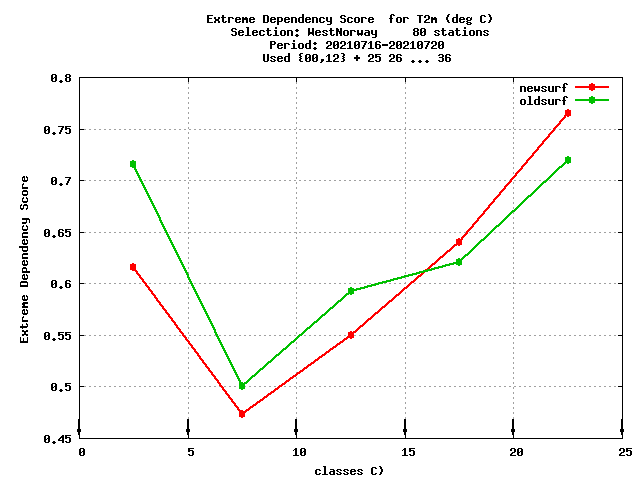 Extreme Dependency Score  for T2m (deg C)
Selection: WestNorway     80 stations
Period: 20210716-20210720
Used {00,12} + 25 26 ... 36
newsurf
oldsurf
0.8
0.75
0.7
0.65
0.6
0.55
0.5
0.45
Extreme Dependency Score
0 5 10 15 20 25
classes C)